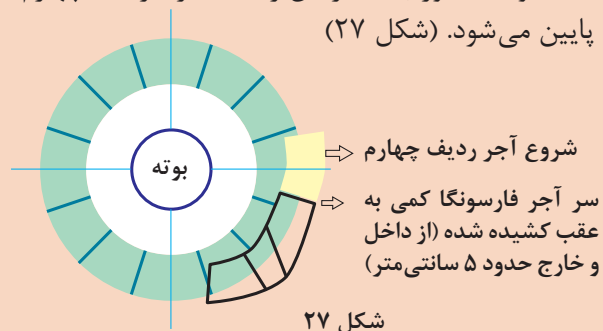 پایین می‌شود. (شکل ۲۷)
بوته
شروع آجر ردیف چهارم
سر آجر فارسونگا کمی به
عقب کشیده شده (از داخل
و خارج حدود ۵ سانتی‌متر)
شکل ۲۷